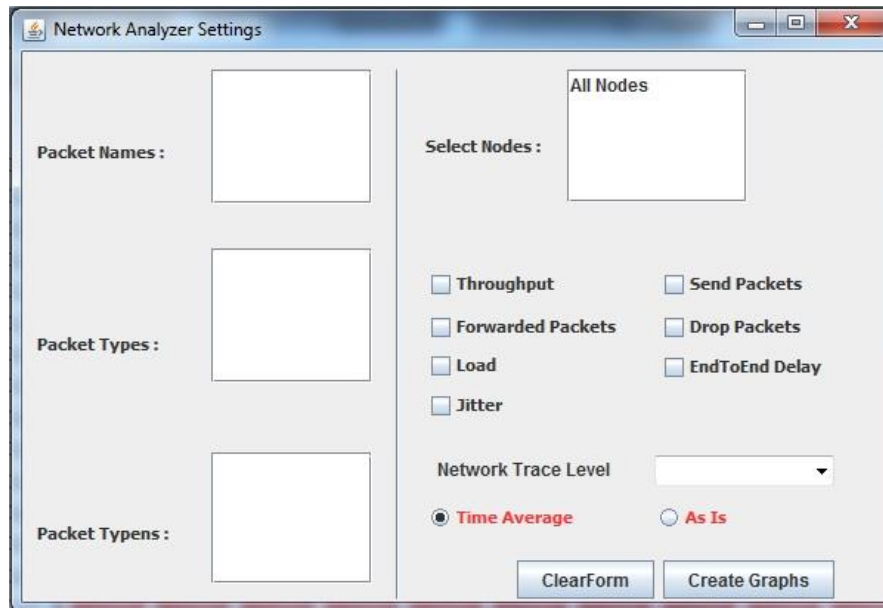 Network Analyzer Settings
Packet Names :
All Nodes
Select Nodes :
Throughput
Send Packets
Forwarded Packets
Drop Packets
Packet Types :
Load
EndToEnd Delay
Jitter
Network Trace Level
Packet Typens :
Time Average
As Is
ClearForm
Create Graphs